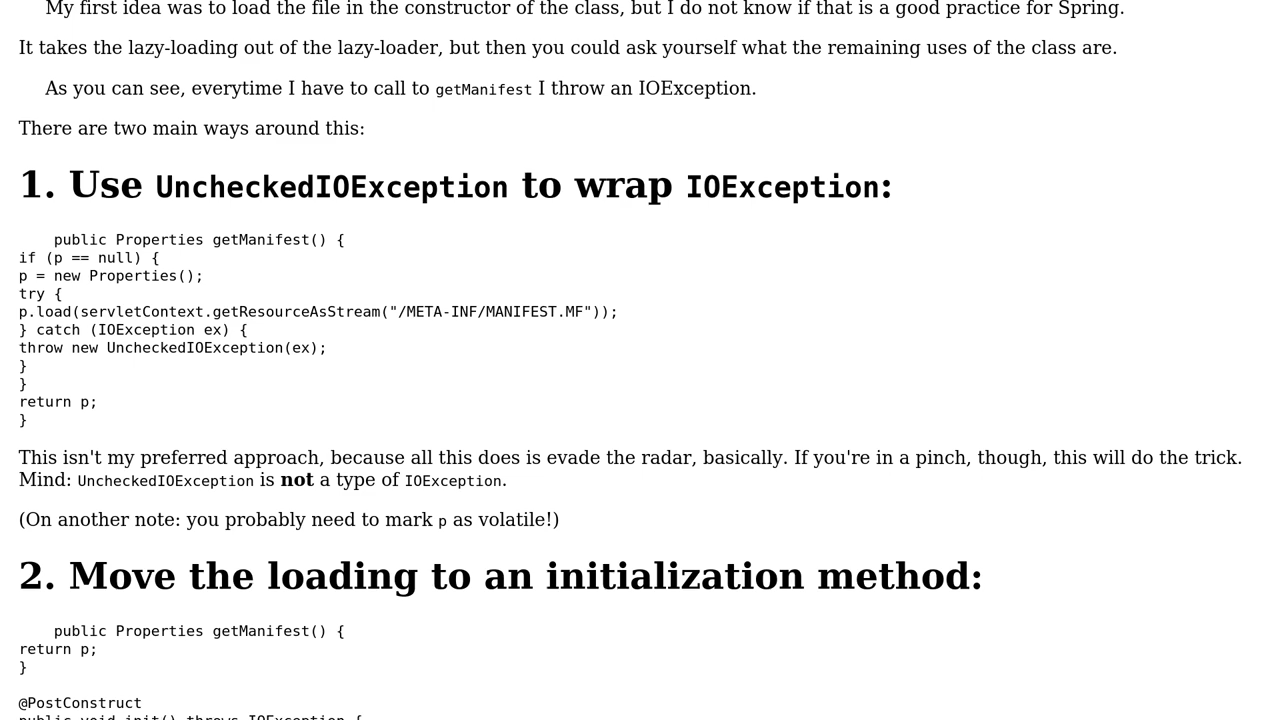 My first idea was to load the file in the constructor of the class, but I do not know if that is a good practice for Spring.
It takes the lazy-loading out of the lazy-loader, but then you could ask yourself what the remaining uses of the class are.
As you can see, everytime I have to call to getManifest I throw an IOException.
There are two main ways around this:
1. Use UncheckedIOException to wrap IOException:
public Properties getManifest() {
if (p == null) {
p = new Properties();
try {
p.load(servletContext.getResourceAsStream("/META-INF/MANIFEST.MF"));
} catch (IOException ex) {
throw new UncheckedIOException(ex);
}
}
return p;
}
This isn't my preferred approach, because all this does is evade the radar, basically. If you're in a pinch, though, this will do the trick.
Mind: UncheckedIOException is not a type of IOException.
(On another note: you probably need to mark p as volatile!)
2. Move the loading to an initialization method:
public Properties getManifest() {
return p;
}
@PostConstruct
public void init() throws IOException {